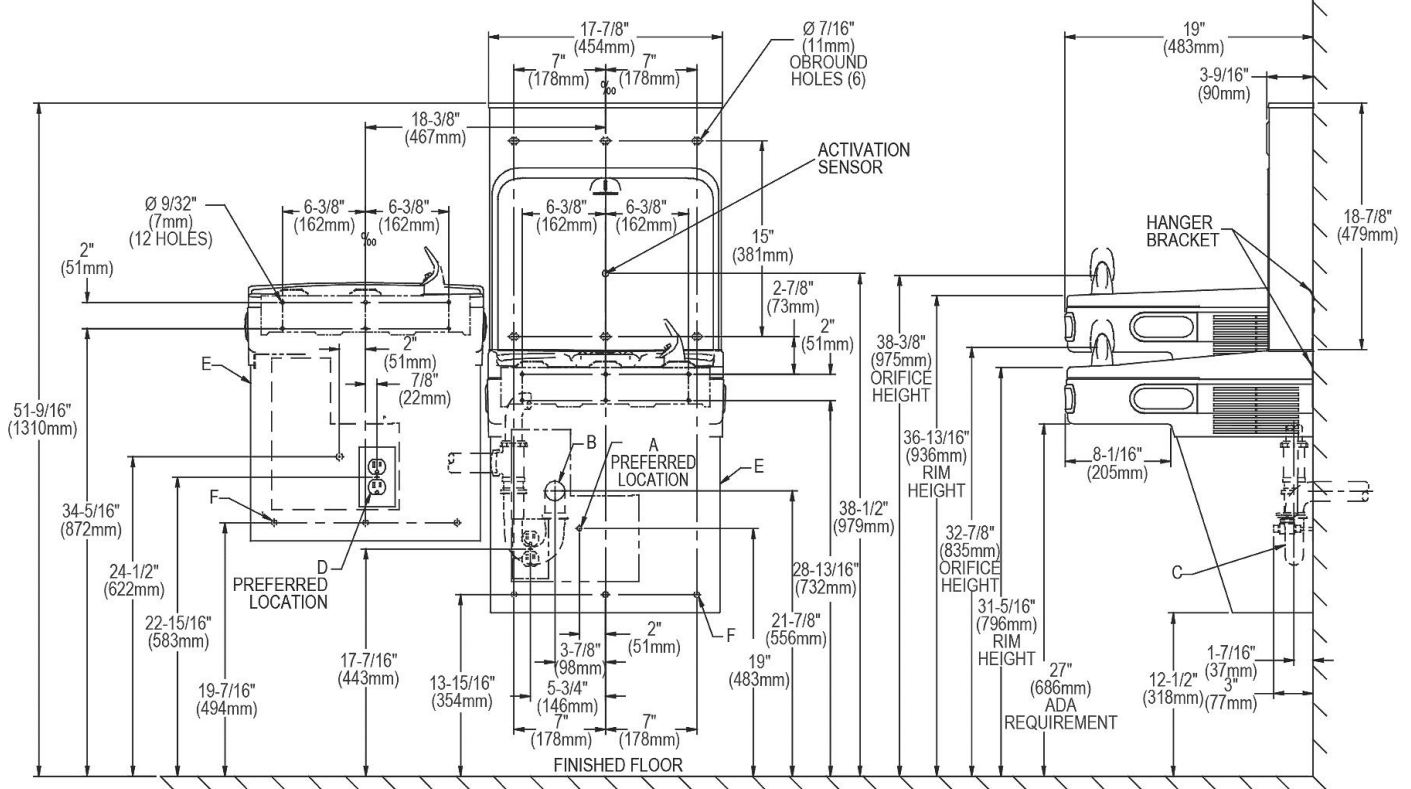 17-7/8"
(454mm)
7"
(178mm)
7"
(178mm)
‰
Ø 7/16"
(11mm)
OBROUND
HOLES (6)
19"
(483mm)
3-9/16"
(90mm)
18-3/8"
(467mm)
ACTIVATION
SENSOR
Ø 9/32"
(7mm)
(12 HOLES)
6-3/8"
(162mm)
6-3/8"
(162mm)
‰
6-3/8"
(162mm)
6-3/8"
(162mm)
15"
(381mm)
HANGER
BRACKET
18-7/8"
(479mm)
2"
(51mm)
2-7/8"
(73mm)
2"
(51mm)
2"
(51mm)
7/8"
(22mm)
E
38-3/8"
(975mm)
ORIFICE
HEIGHT
51-9/16"
(1310mm)
36-13/16"
(936mm)
RIM
HEIGHT
8-1/16"
(205mm)
B
A
PREFERRED
LOCATION
E
F
34-5/16"
(872mm)
38-1/2"
(979mm)
24-1/2"
(622mm)
D
PREFERRED
LOCATION
28-13/16"
(732mm)
32-7/8"
(835mm)
ORIFICE
HEIGHT
C
22-15/16"
(583mm)
21-7/8"
(556mm)
31-5/16"
(796mm)
RIM
HEIGHT
F
2"
(51mm)
3-7/8"
(98mm)
17-7/16"
(443mm)
19-7/16"
(494mm)
13-15/16"
(354mm)
5-3/4"
(146mm)
19"
(483mm)
27"
(686mm)
ADA
REQUIREMENT
12-1/2"
(318mm)
1-7/16"
(37mm)
3"
(77mm)
7"
(178mm)
7"
(178mm)
FINISHED FLOOR